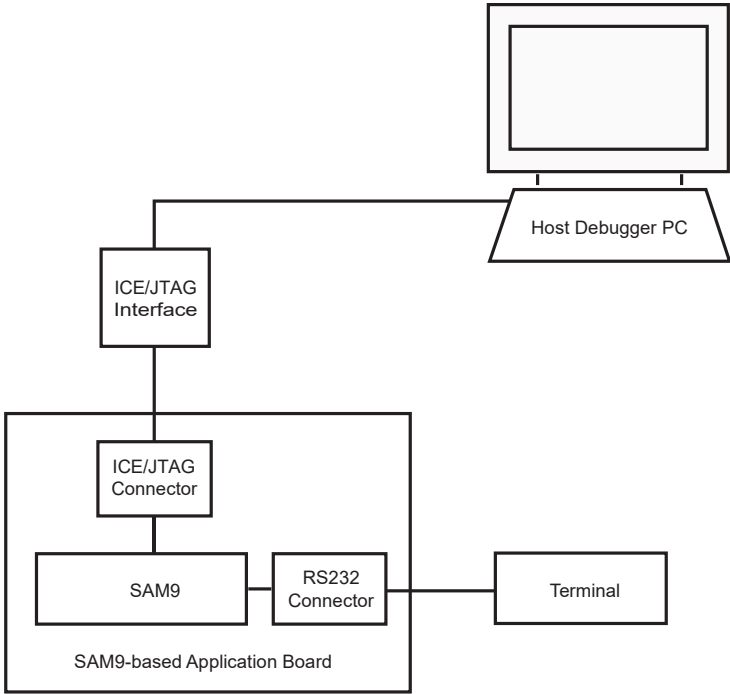 Host Debugger PC
ICE/JTAG
Interface
ICE/JTAG
Connector
SAM9
RS232
Connector
Terminal
SAM9-based Application Board